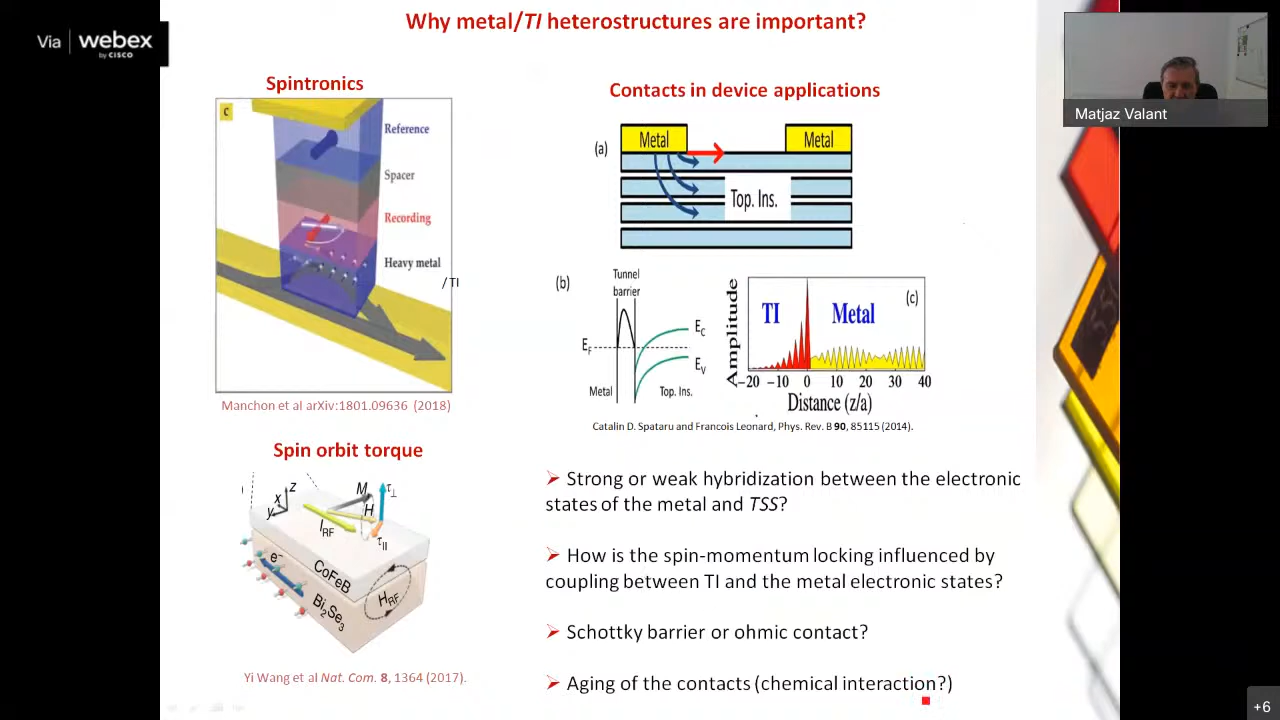 Why metal/TI heterostructures are important?
Via webex
by CISCO
Matjaz Valant
Spintronics
c
Reference
Spacer
Recording
Heavy metal
/ TI
Manchon et al arXiv:1801.09636 (2018)
Spin orbit torque
z
x
y
M
H
τ⊥
τ||
IRF
e-
CoFeB
HRF
Bi2Se3
Yi Wang et al Nat. Com. 8, 1364 (2017).
Contacts in device applications
(a)
Metal
Metal
Top. Ins.
(b)
Tunnel
barrier
EC
EF
EV
Metal
Top. Ins.
Amplitude
TI
Metal
(c)
-20 -10 0 10 20 30 40
Distance (z/a)
Catalin D. Spataru and Francois Leonard, Phys. Rev. B 90, 85115 (2014).
➢ Strong or weak hybridization between the electronic
states of the metal and TSS?
➢ How is the spin-momentum locking influenced by
coupling between TI and the metal electronic states?
➢ Schottky barrier or ohmic contact?
➢ Aging of the contacts (chemical interaction?)
+6